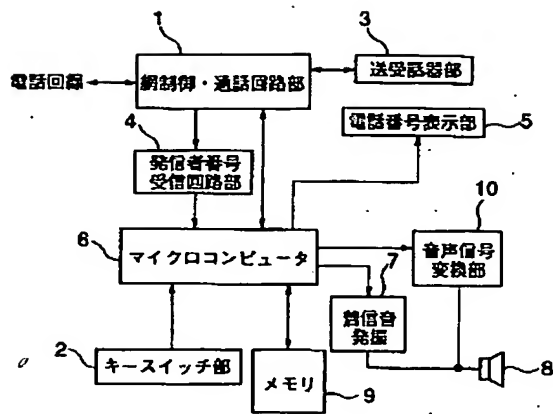 1
3
電話回線
網制御・通話回路部
送受話器部
4
電話番号表示部
5
発信者番号
受信回路部
10
6
マイクロコンピュータ
7
音声信号
変換部
着信音
発振
2
キースイッチ部
メモリ
9
8